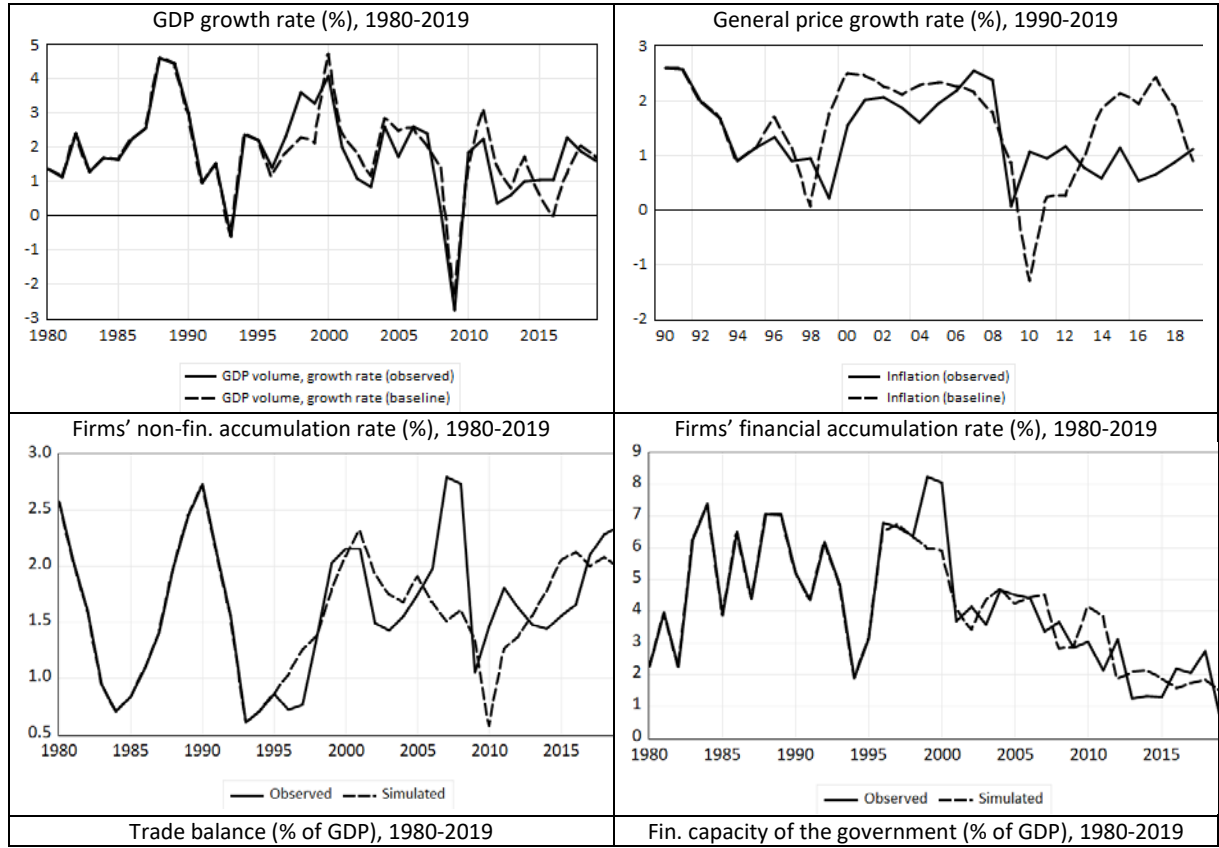 GDP growth rate (%), 1980-2019
5
4
3
2
1
0
-1
-2
-3
1980 1985 1990 1995 2000 2005 2010 2015
GDP volume, growth rate (observed)
GDP volume, growth rate (baseline)
General price growth rate (%), 1990-2019
3
2
1
0
-1
-2
90 92 94 96 98 00 02 04 06 08 10 12 14 16 18
Inflation (observed)
Inflation (baseline)
Firms' non-fin. accumulation rate (%), 1980-2019
3.0
2.5
2.0
1.5
1.0
0.5
1980 1985 1990 1995 2000 2005 2010 2015
Observed Simulated
Firms' financial accumulation rate (%), 1980-2019
9
8
7
6
5
4
3
2
1
0
1980 1985 1990 1995 2000 2005 2010 2015
Observed Simulated
Trade balance (% of GDP), 1980-2019
Fin. capacity of the government (% of GDP), 1980-2019